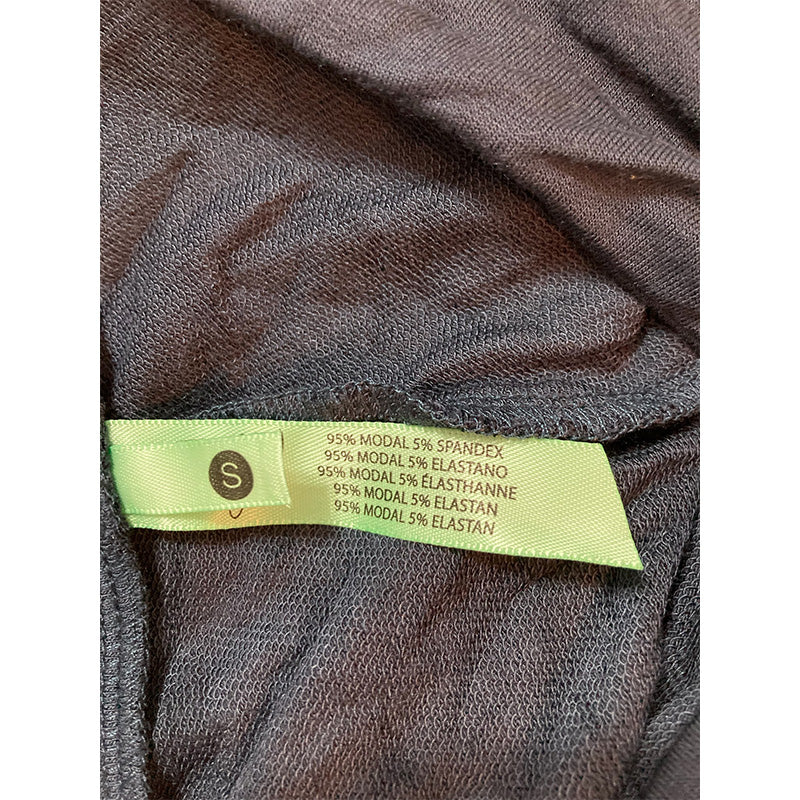 S
95% MODAL 5% SPANDEX
95% MODAL 5% ELASTANO
95% MODAL 5% ÉLASTHANNE
95% MODAL 5% ELASTAN
95% MODAL 5% ELASTAN